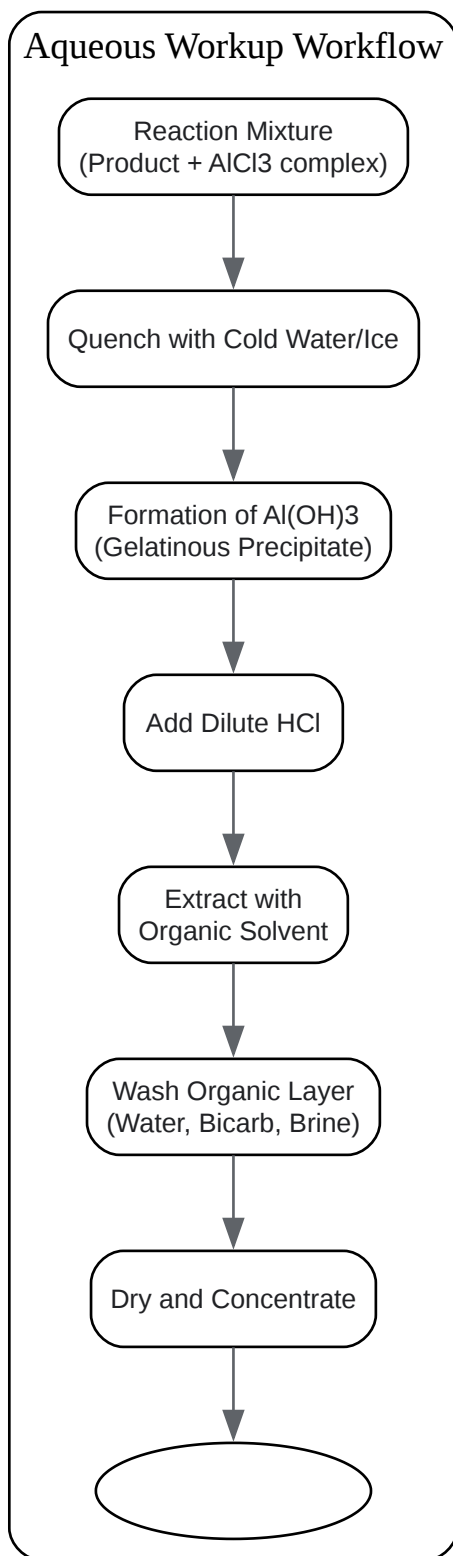 Aqueous Workup Workflow
Reaction Mixture
(Product + AlCl3 complex)
Quench with Cold Water/Ice
Formation of Al(OH)3
(Gelatinous Precipitate)
Add Dilute HCl
Extract with
Organic Solvent
Wash Organic Layer
(Water, Bicarb, Brine)
Dry and Concentrate